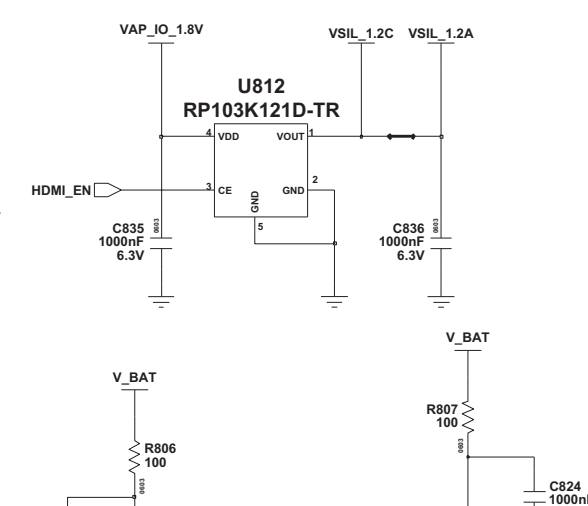 VAP_IO_1.8V
VSIL_1.2C
VSIL_1.2A
U812
RP103K121D-TR
4
VDD
VOUT
1
HDMI_EN
3
CE
GND
2
GND
5
C835
1000nF
6.3V
0603
C836
1000nF
6.3V
0603
V_BAT
V_BAT
R807
100
0603
R806
100
0603
C824